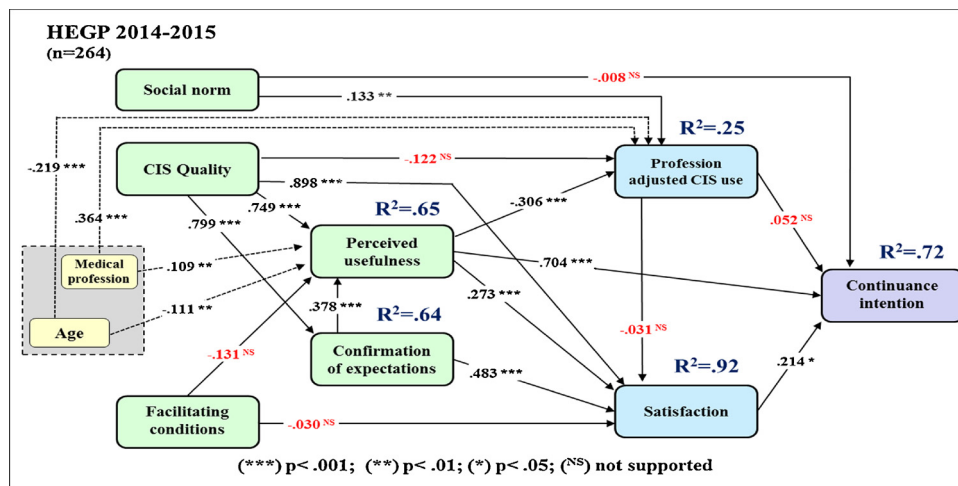 HEGP 2014-2015
(n=264)
-.008 NS
Social norm
.133 **
R²=.25
-.219 ***
CIS Quality
-.122 NS
Profession
adjusted CIS use
.898 ***
.749 ***
-.306 ***
.799 ***
.364 ***
R²=.65
.052 NS
Perceived
usefulness
R²=.72
Medical
profession
.109 **
.704 ***
Continuance
intention
.273 ***
-.111 **
.378 ***
R²=.64
Age
-.031 NS
-.131 NS
Confirmation
of expectations
R²=.92
.214 *
.483 ***
Facilitating
conditions
-.030 NS
Satisfaction
(***) p< .001; (**) p< .01; (*) p< .05; (NS) not supported